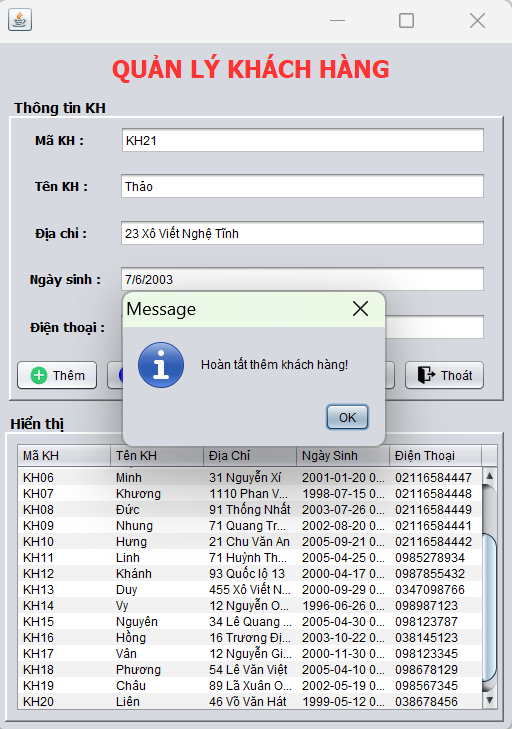 QUẢN LÝ KHÁCH HÀNG
Thông tin KH
Mã KH : KH21
Tên KH : Thảo
Địa chỉ : 23 Xô Viết Nghệ Tĩnh
Ngày sinh : 7/6/2003
Điện thoại :
Message
Hoàn tất thêm khách hàng!
OK
Thêm Thoát
Hiển thị
Mã KH Tên KH Địa Chỉ Ngày Sinh Điện Thoại
KH06 Minh 31 Nguyễn Xí 2001-01-20 0... 02116584447
KH07 Khương 1110 Phan V... 1998-07-15 0... 02116584448
KH08 Đức 91 Thống Nhất 2003-07-26 0... 02116584449
KH09 Nhung 71 Quang Tr... 2002-08-20 0... 02116584441
KH10 Hưng 21 Chu Văn An 2005-09-21 0... 02116584442
KH11 Linh 71 Huỳnh Th... 2005-04-25 0... 0985278934
KH12 Khánh 93 Quốc lộ 13 2000-04-17 0... 0987855432
KH13 Duy 455 Xô Viết N... 2000-09-29 0... 0347098766
KH14 Vy 12 Nguyễn O... 1996-06-26 0... 098987123
KH15 Nguyên 34 Lê Quang ... 2005-04-30 0... 098123787
KH16 Hồng 16 Trương Đị... 2003-10-22 0... 038145123
KH17 Vân 12 Nguyễn Gi... 2000-11-30 0... 098123345
KH18 Phương 54 Lê Văn Việt 2005-04-10 0... 098678129
KH19 Châu 89 Lã Xuân O... 2002-05-19 0... 098567345
KH20 Liên 46 Võ Văn Hát 1999-05-12 0... 038678456